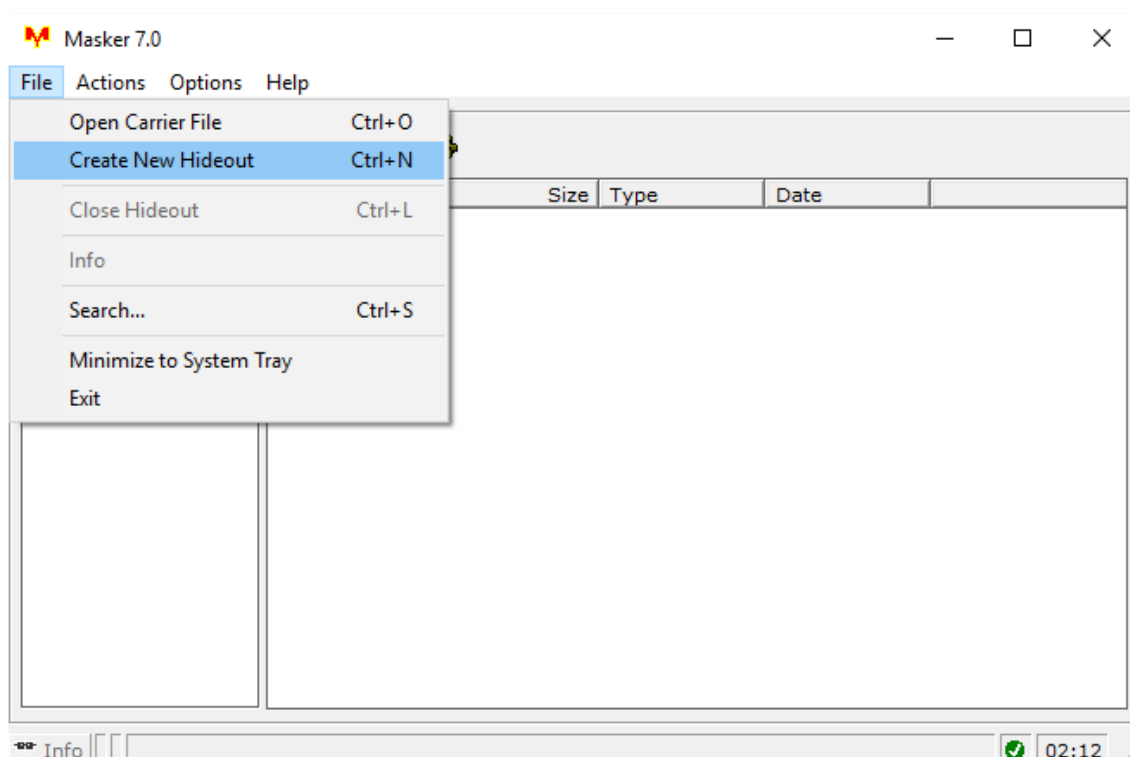 Masker 7.0
File Actions Options Help
Open Carrier File Ctrl+O
Create New Hideout Ctrl+N
Size Type Date
Close Hideout Ctrl+L
Info
Search... Ctrl+S
Minimize to System Tray
Exit
Info 02:12